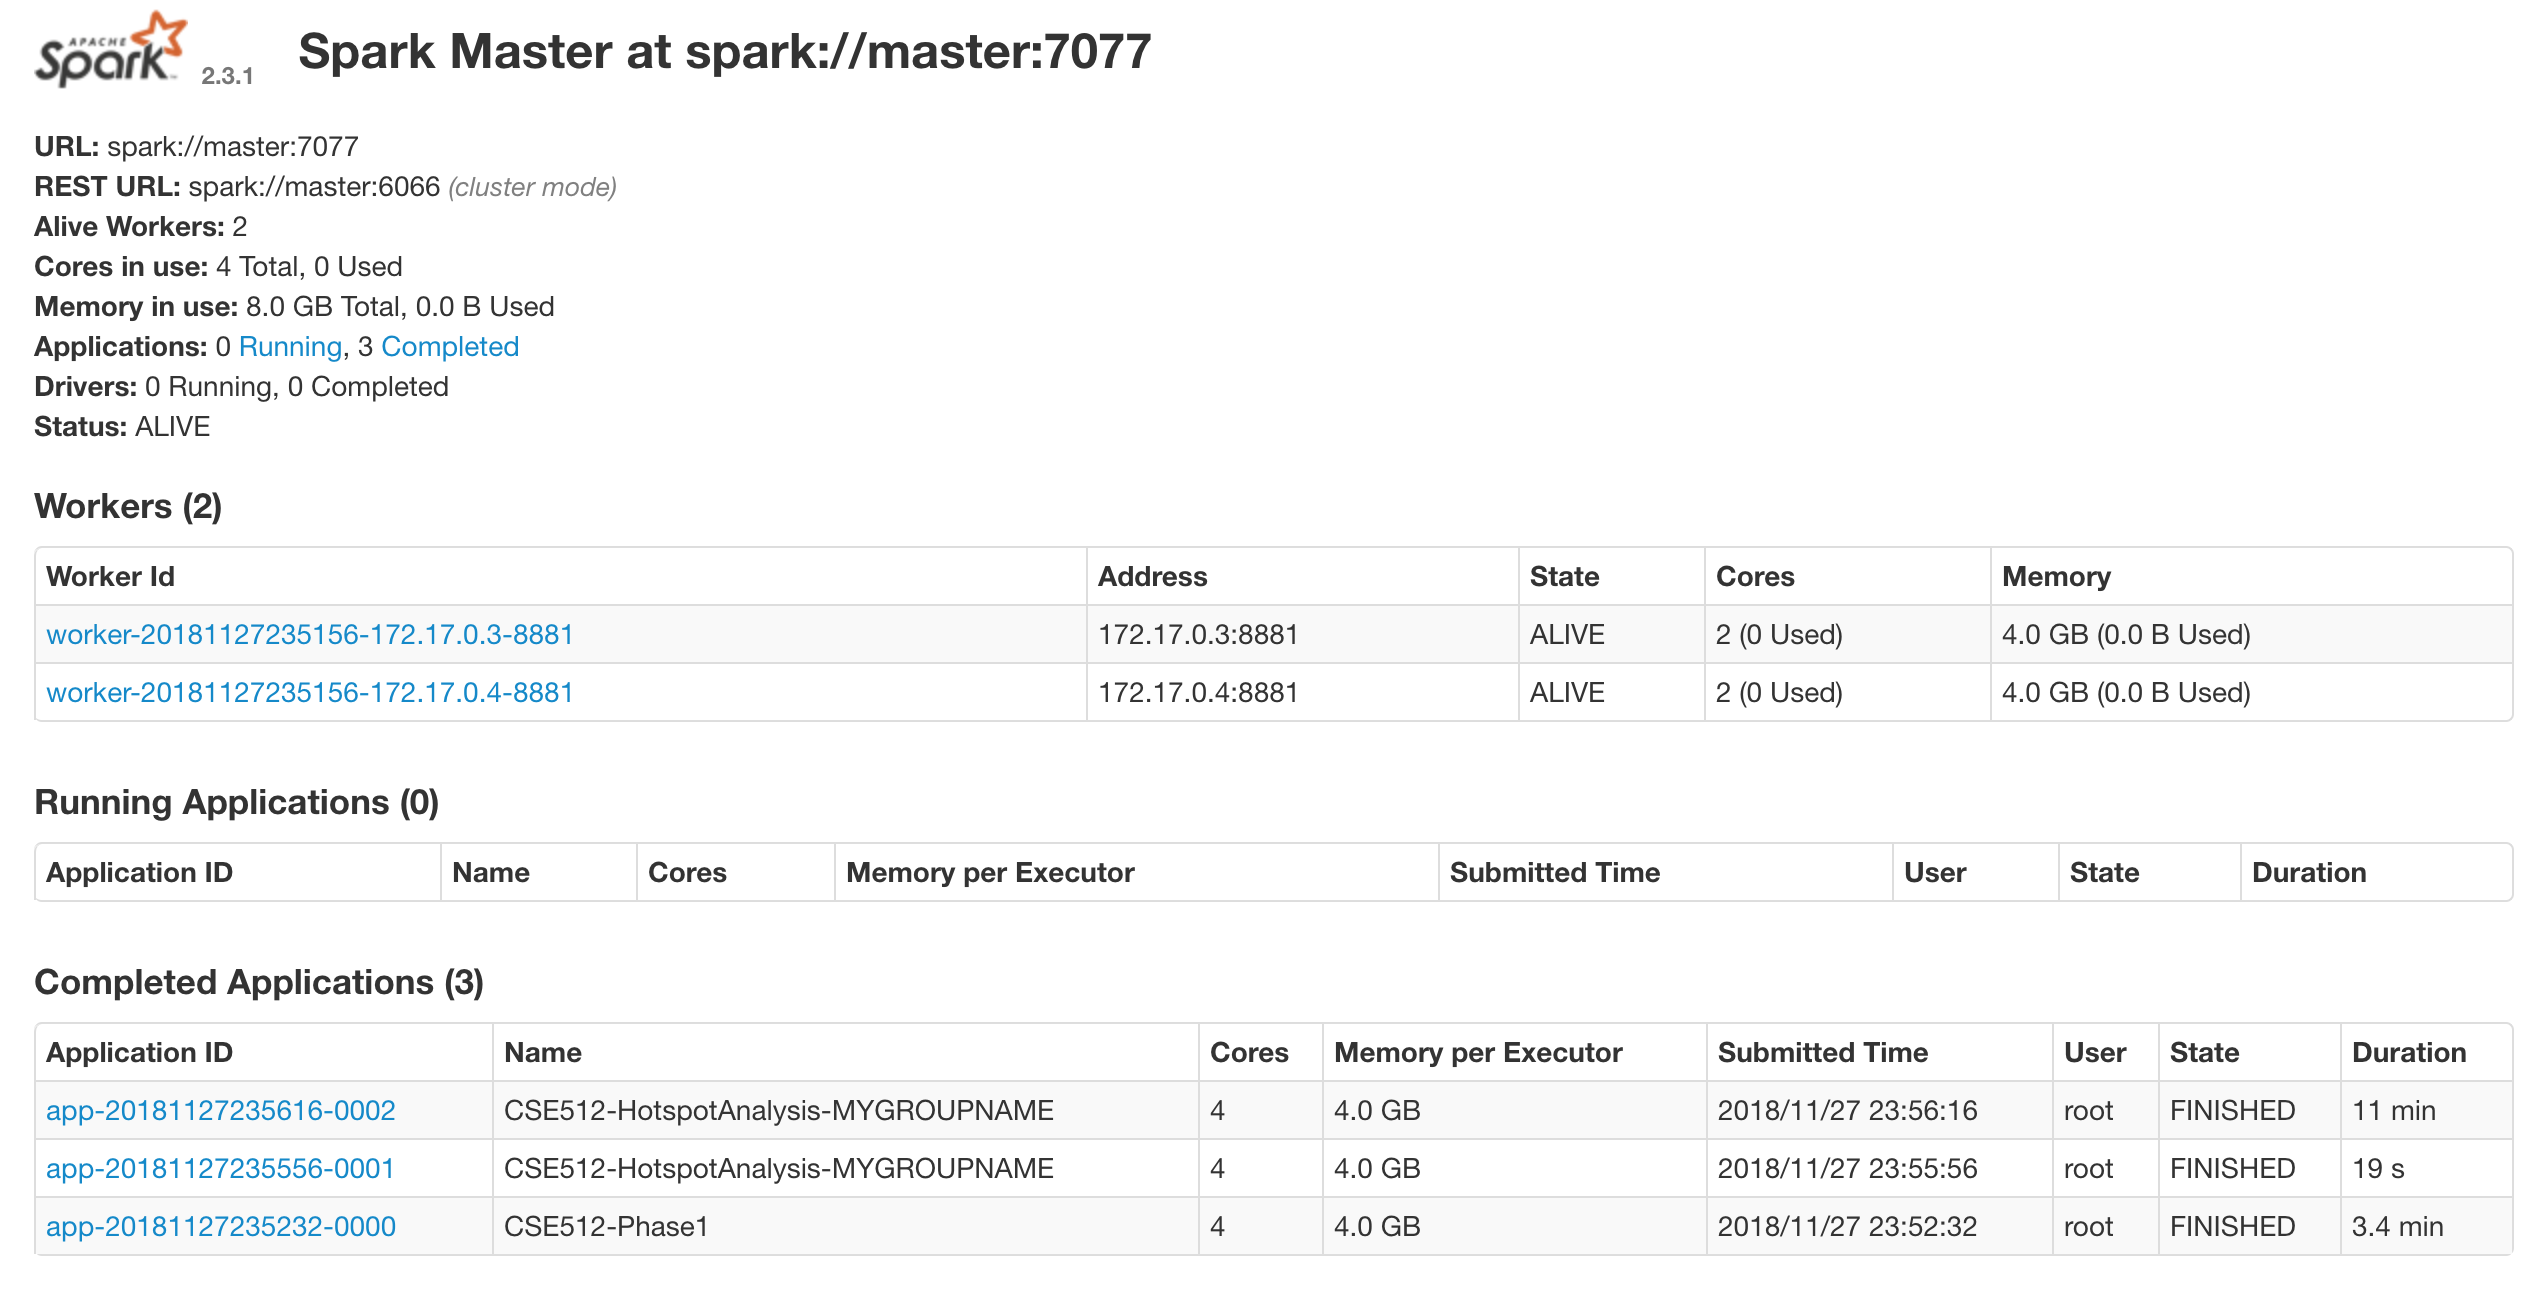 APACHE
Spark™ 2.3.1 Spark Master at spark://master:7077
URL: spark://master:7077
REST URL: spark://master:6066 (cluster mode)
Alive Workers: 2
Cores in use: 4 Total, 0 Used
Memory in use: 8.0 GB Total, 0.0 B Used
Applications: 0 Running, 3 Completed
Drivers: 0 Running, 0 Completed
Status: ALIVE
Workers (2)
Worker Id Address State Cores Memory
worker-20181127235156-172.17.0.3-8881 172.17.0.3:8881 ALIVE 2 (0 Used) 4.0 GB (0.0 B Used)
worker-20181127235156-172.17.0.4-8881 172.17.0.4:8881 ALIVE 2 (0 Used) 4.0 GB (0.0 B Used)
Running Applications (0)
Application ID Name Cores Memory per Executor Submitted Time User State Duration
Completed Applications (3)
Application ID Name Cores Memory per Executor Submitted Time User State Duration
app-20181127235616-0002 CSE512-HotspotAnalysis-MYGROUPNAME 4 4.0 GB 2018/11/27 23:56:16 root FINISHED 11 min
app-20181127235556-0001 CSE512-HotspotAnalysis-MYGROUPNAME 4 4.0 GB 2018/11/27 23:55:56 root FINISHED 19 s
app-20181127235232-0000 CSE512-Phase1 4 4.0 GB 2018/11/27 23:52:32 root FINISHED 3.4 min